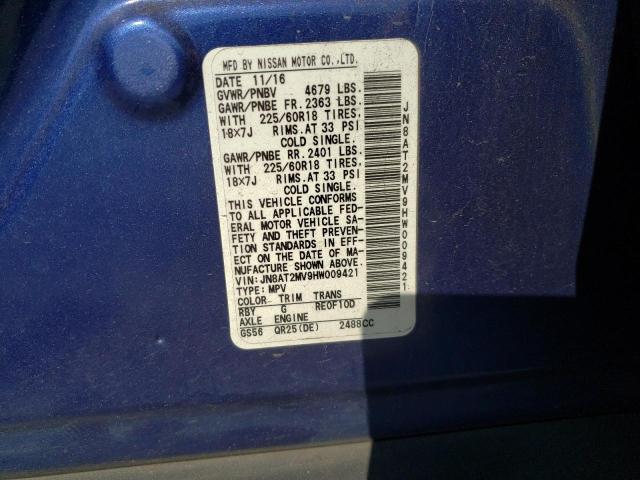 MFD BY NISSAN MOTOR CO.,LTD.
DATE 11/16
GVWR/PNBV 4679 LBS.
GAWR/PNBE FR. 2363 LBS.
WITH 225/60R18 TIRES,
18X7J RIMS.AT 33 PSI
COLD SINGLE.
GAWR/PNBE RR. 2401 LBS.
WITH 225/60R18 TIRES,
18X7J RIMS.AT 33 PSI
COLD SINGLE.
THIS VEHICLE CONFORMS
TO ALL APPLICABLE FED-
ERAL MOTOR VEHICLE SA-
FETY AND THEFT PREVEN-
TION STANDARDS IN EFF-
ECT ON THE DATE OF MA-
NUFACTURE SHOWN ABOVE.
VIN:JN8AT2MV9HW009421
TYPE: MPV
COLOR TRIM TRANS
RBY G RE0F10D
AXLE ENGINE
GS56 QR25(DE) 2488CC
JN8AT2MV9HW009421